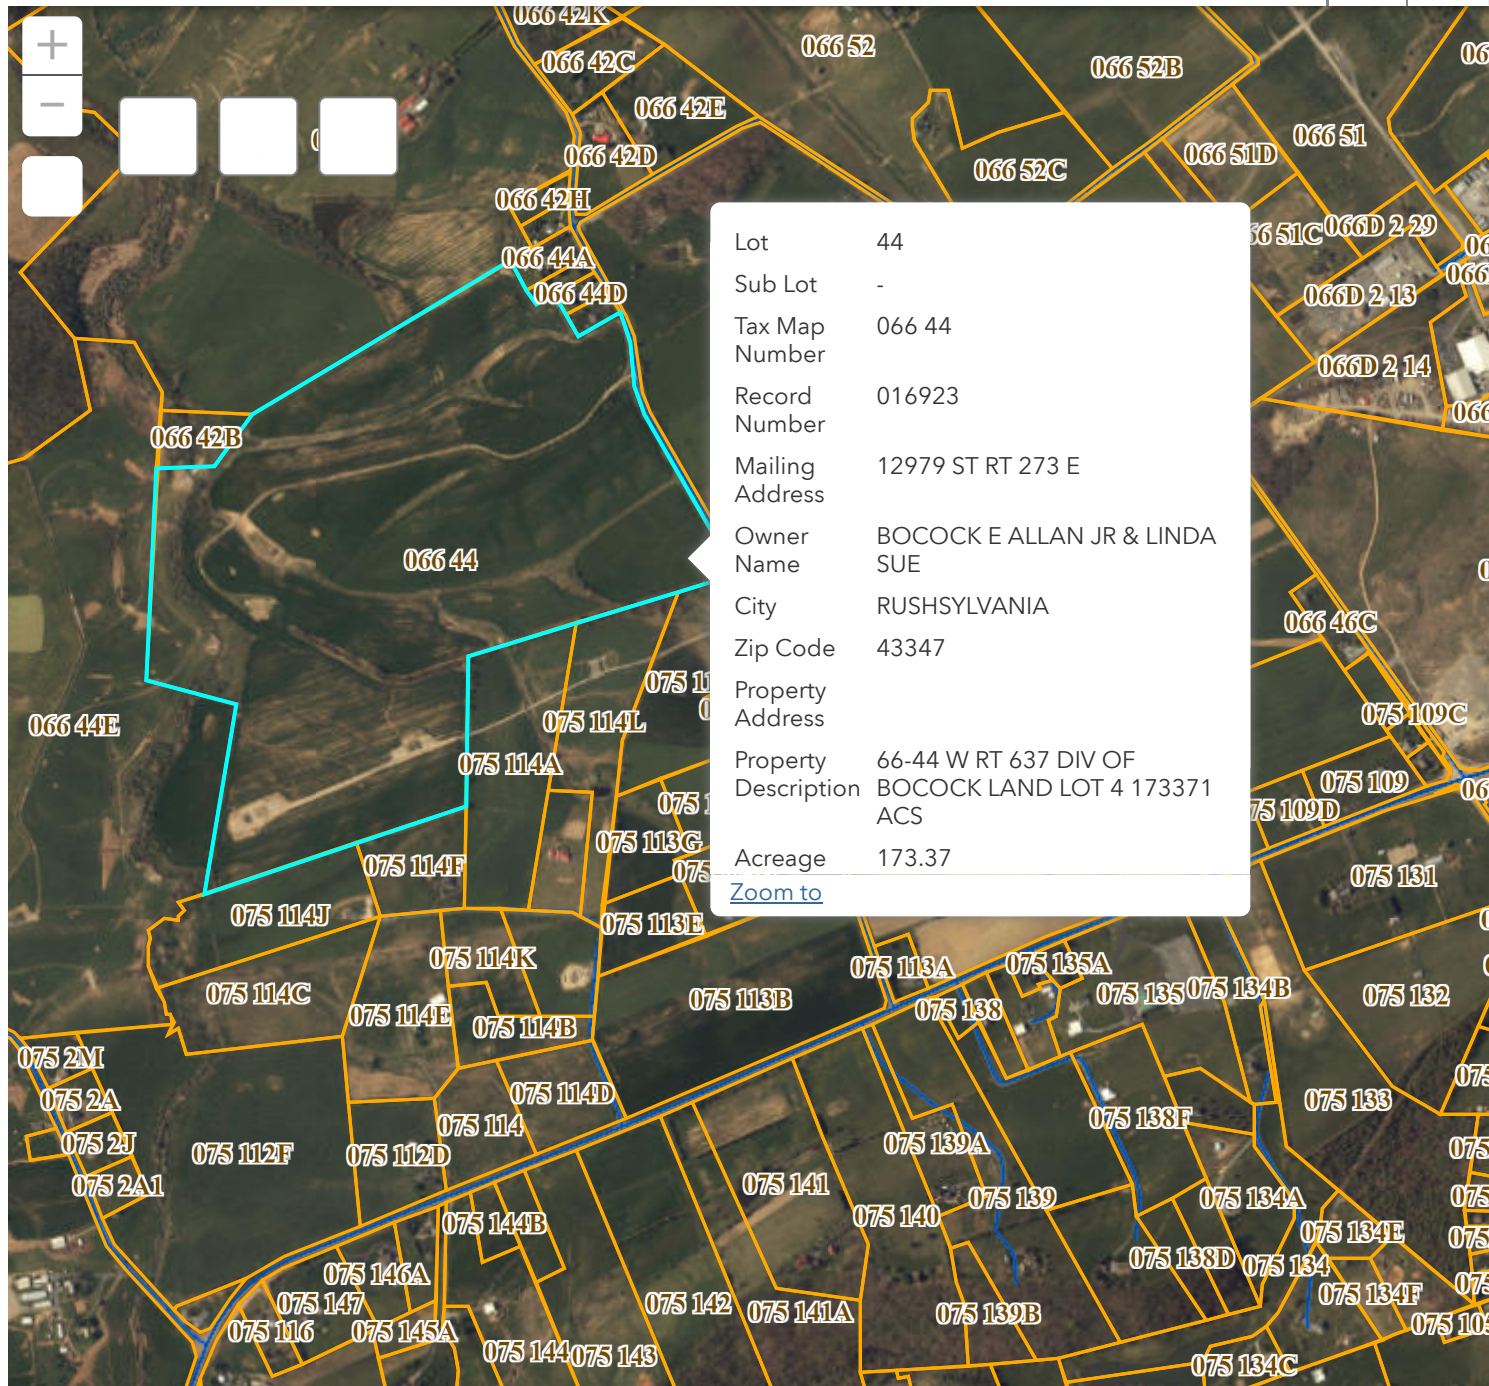 066 42K
066 42C
066 52
066 52B
066 42E
066 51
066 42D
066 51D
066 52C
066 42H
066D 2 29
66 51C
066 44A
066 44D
066D 2 13
066D 2 14
066 42B
066 44
066 46C
066 44E
075 109C
075 114L
075 114A
075 109
75 109D
075 113G
075 114F
075 131
075 114J
075 113E
075 114K
075 113A
075 135A
075 114C
075 113B
075 135
075 134B
075 132
075 114E
075 138
075 114B
075 2M
075 2A
075 114D
075 133
075 114
075 138F
075 2J
075 112F
075 112D
075 139A
075 2A1
075 141
075 139
075 134A
075 144B
075 140
075 134E
075 138D
075 134
075 146A
075 147
075 142
075 141A
075 139B
075 134F
075 116
075 145A
075 144
075 143
075 134C
Lot 44
Sub Lot -
Tax Map Number 066 44
Record Number 016923
Mailing Address 12979 ST RT 273 E
Owner Name BOCOCK E ALLAN JR & LINDA SUE
City RUSHSYLVANIA
Zip Code 43347
Property Address
Property Description 66-44 W RT 637 DIV OF BOCOCK LAND LOT 4 173371 ACS
Acreage 173.37
Zoom to